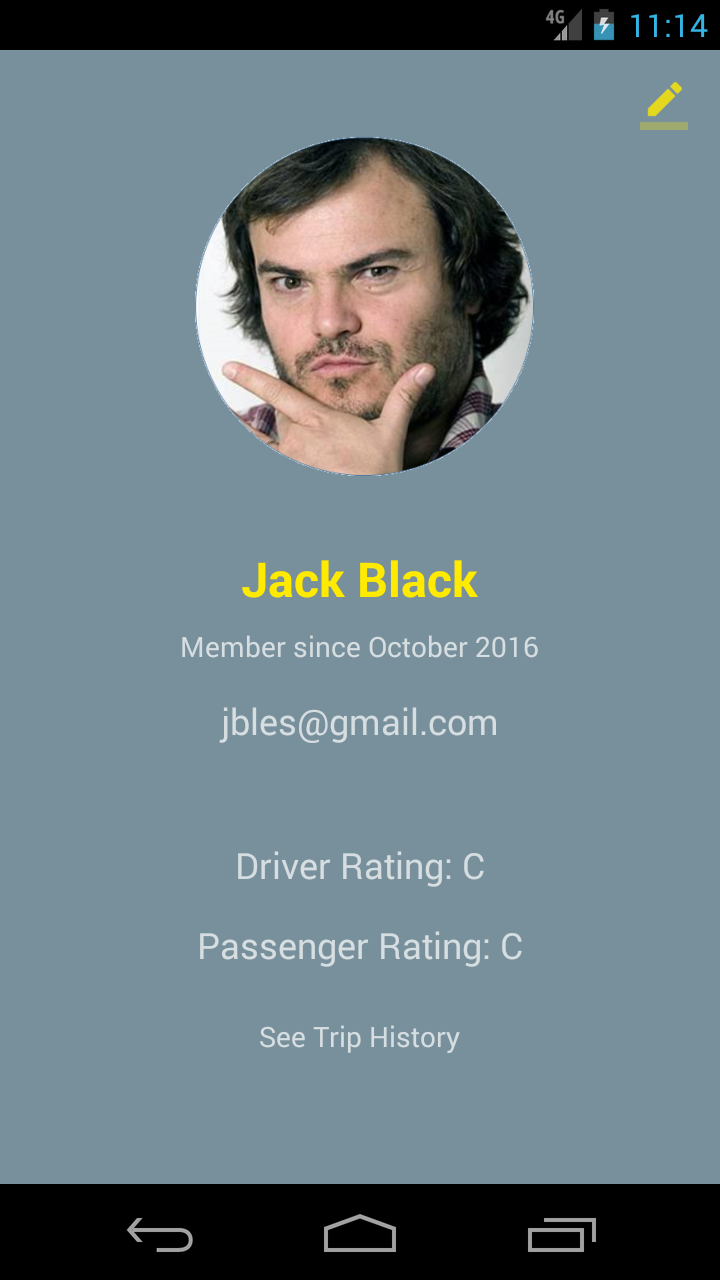 4G 11:14
Jack Black
Member since October 2016
jbles@gmail.com
Driver Rating: C
Passenger Rating: C
See Trip History